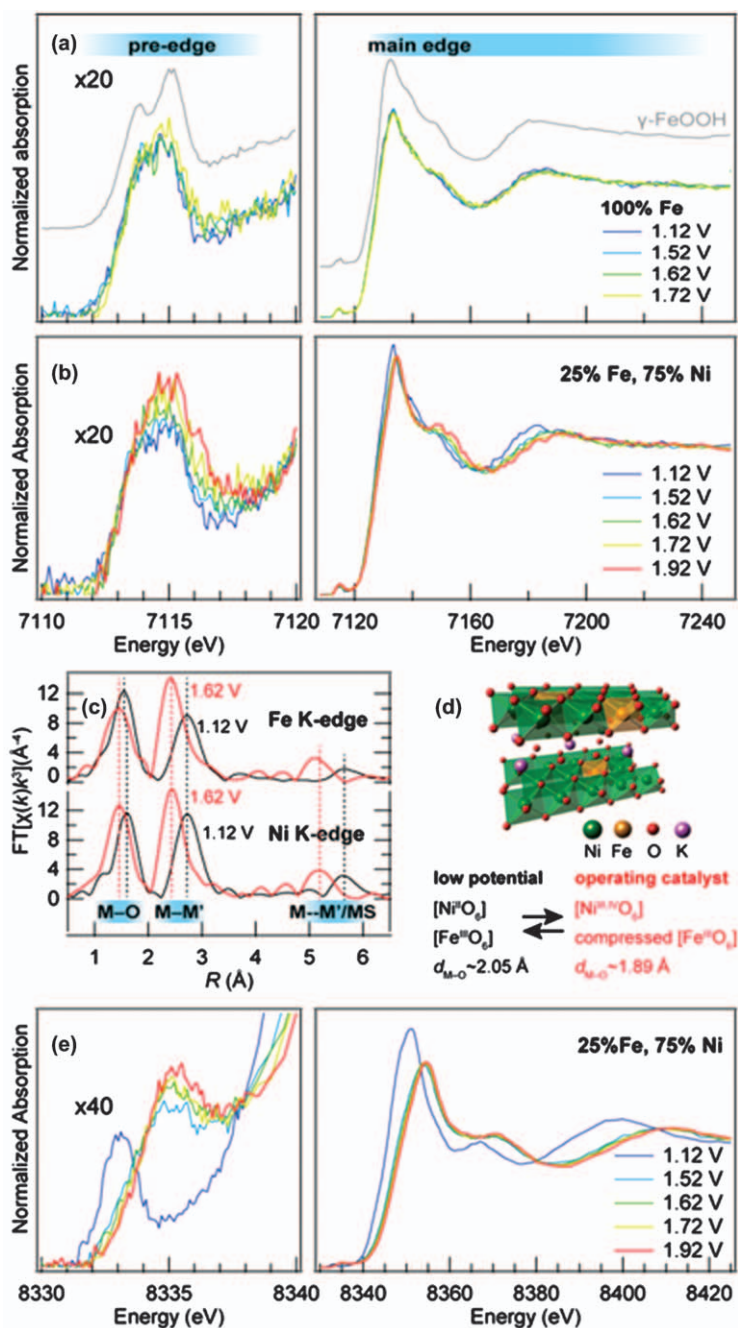 (a) pre-edge
x20
Normalized absorption
main edge
γ-FeOOH
100% Fe
1.12 V
1.52 V
1.62 V
1.72 V
(b)
x20
Normalized Absorption
7110 7115 7120
Energy (eV)
25% Fe, 75% Ni
1.12 V
1.52 V
1.62 V
1.72 V
1.92 V
7120 7160 7200 7240
Energy (eV)
(c)
FT[χ(k)k³](Å⁻⁴)
12
8
4
0
12
8
4
0
1.62 V
1.12 V
Fe K-edge
1.62 V
1.12 V
Ni K-edge
M–O M–M' M--M'/MS
1 2 3 4 5 6
R (Å)
(d)
Ni Fe O K
low potential operating catalyst
[NiᴵᴵO₆] [Niᴵᴵᴵ,ᴵⱽO₆]
[FeᴵᴵᴵO₆] compressed [FeᴵᴵᴵO₆]
dM–O~2.05 Å dM–O~1.89 Å
(e)
x40
Normalized Absorption
8330 8335 8340
Energy (eV)
25%Fe, 75% Ni
1.12 V
1.52 V
1.62 V
1.72 V
1.92 V
8340 8360 8380 8400 8420
Energy (eV)